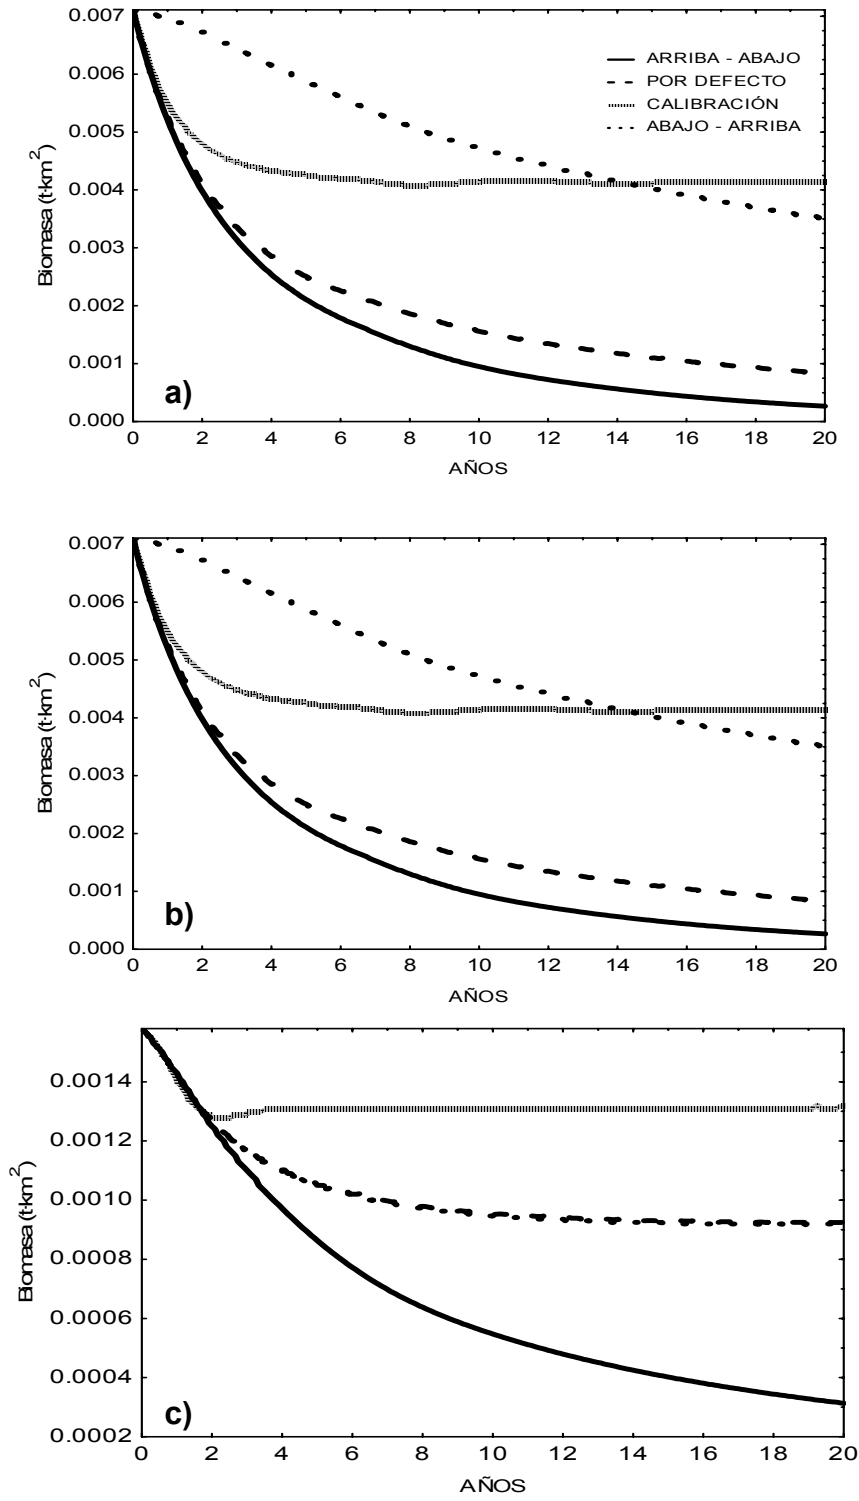 0.007
0.006
0.005
0.004
0.003
0.002
0.001
0.000
Biomasa (t·km²)
ARRIBA - ABAJO
POR DEFECTO
CALIBRACIÓN
ABAJO - ARRIBA
a)
0 2 4 6 8 10 12 14 16 18 20
AÑOS
0.007
0.006
0.005
0.004
0.003
0.002
0.001
0.000
Biomasa (t·km²)
b)
0 2 4 6 8 10 12 14 16 18 20
AÑOS
0.0014
0.0012
0.0010
0.0008
0.0006
0.0004
0.0002
Biomasa (t·km²)
c)
0 2 4 6 8 10 12 14 16 18 20
AÑOS